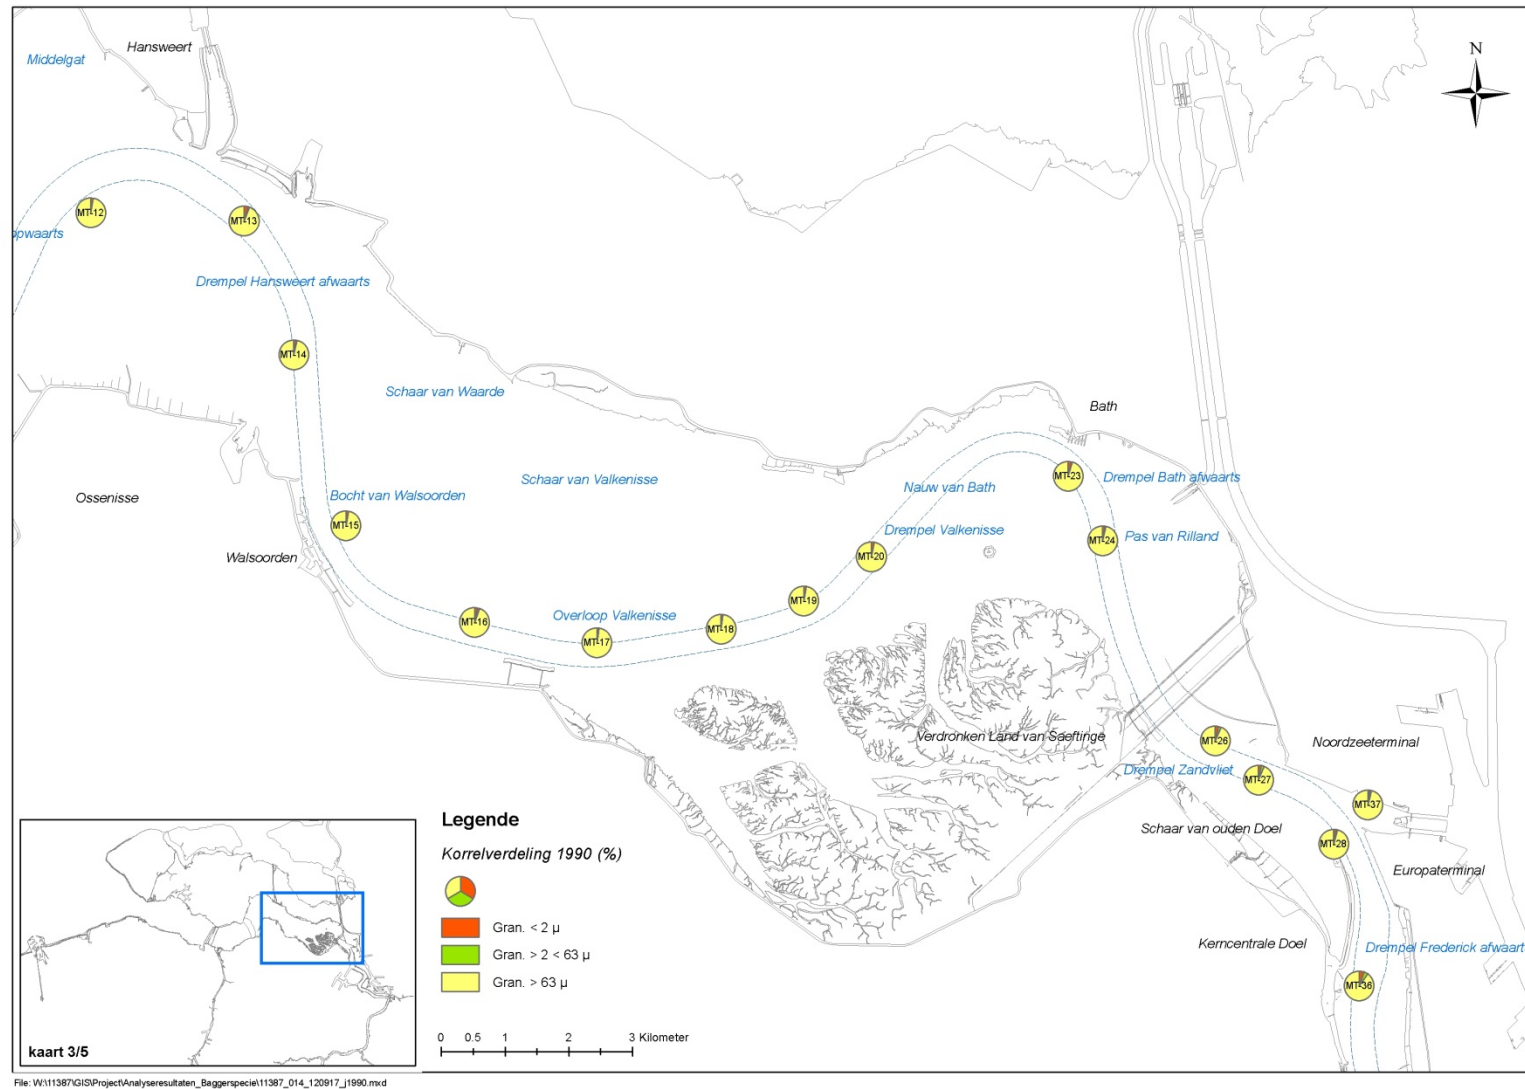 Hansweert
Middelgat
N
MT-12
MT-13
opwaarts
Drempel Hansweert afwaarts
MT-14
Schaar van Waarde
Bath
Schaar van Valkenisse
MT-23
Drempel Bath afwaarts
Nauw van Bath
Ossenisse
Bocht van Walsoorden
MT-15
Drempel Valkenisse
MT-24
Pas van Rilland
Walsoorden
MT-20
MT-19
Overloop Valkenisse
MT-16
MT-18
MT-17
Verdronken Land van Saeftinge
MT-26
Noordzeeterminal
Drempel Zandvliet
MT-27
MT-37
Schaar van ouden Doel
MT-28
Europaterminal
Kerncentrale Doel
Drempel Frederick afwaart
MT-36
Legende
Korrelverdeling 1990 (%)
Gran. < 2 µ
Gran. > 2 < 63 µ
Gran. > 63 µ
0 0.5 1 2 3 Kilometer
kaart 3/5
File: W:\11387\GIS\Project\Analyseresultaten_Baggerspecie\11387_014_120917_j1990.mxd